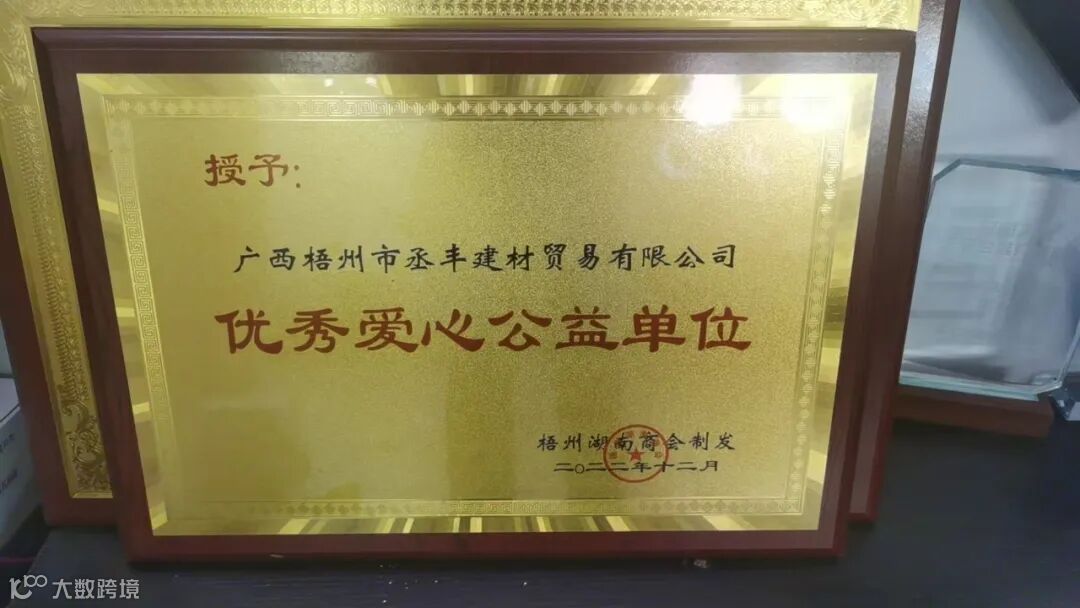 授予：
广西梧州市丞丰建材贸易有限公司
优秀爱心公益单位
梧州湖南商会制发
二〇二二年十二月
大数跨境